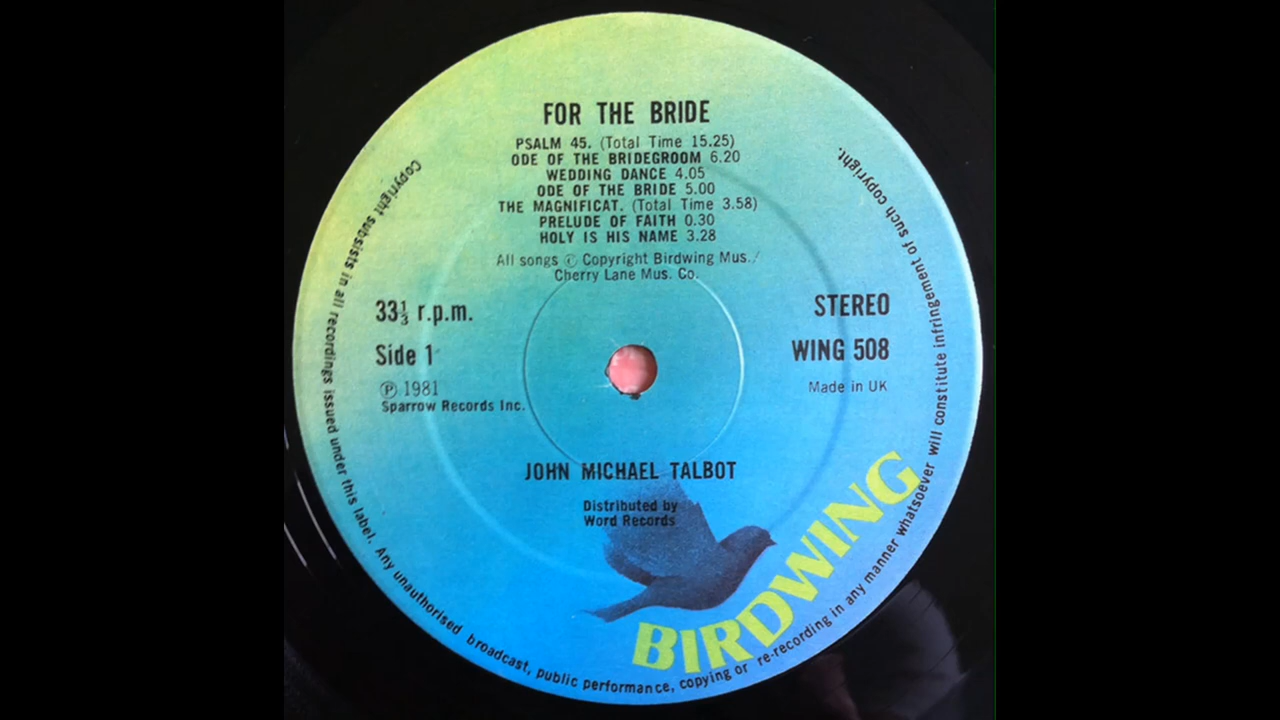 FOR THE BRIDE
PSALM 45. (Total Time 15.25)
ODE OF THE BRIDEGROOM 6.20
WEDDING DANCE 4.05
ODE OF THE BRIDE 5.00
THE MAGNIFICAT. (Total Time 3.58)
PRELUDE OF FAITH 0.30
HOLY IS HIS NAME 3.28
All songs © Copyright Birdwing Mus./
Cherry Lane Mus. Co.
33⅓ r.p.m.
STEREO
Side 1
WING 508
℗ 1981
Sparrow Records Inc.
Made in UK
JOHN MICHAEL TALBOT
Distributed by
Word Records
BIRDWING
Copyright subsists in all recordings issued under this label. Any unauthorised broadcast, public performance, copying or re-recording in any manner whatsoever will constitute infringement of such copyright.